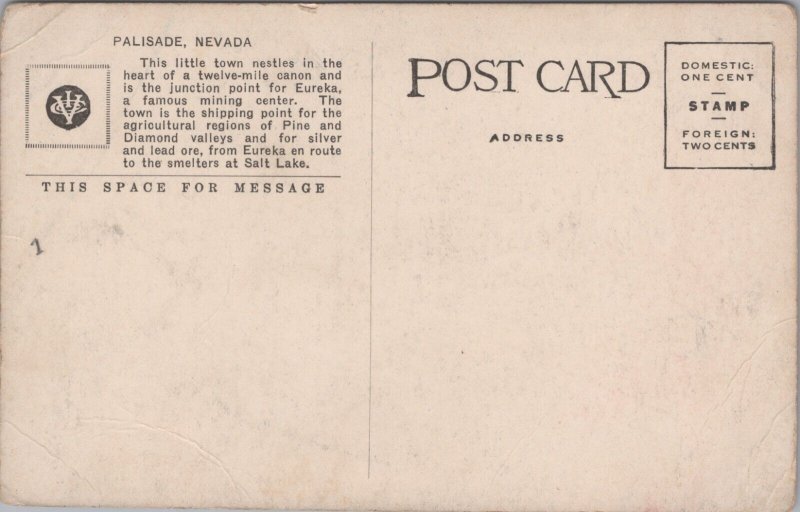 PALISADE, NEVADA
This little town nestles in the
heart of a twelve-mile canon and
is the junction point for Eureka,
a famous mining center. The
town is the shipping point for the
agricultural regions of Pine and
Diamond valleys and for silver
and lead ore, from Eureka en route
to the smelters at Salt Lake.
THIS SPACE FOR MESSAGE
1
POST CARD
ADDRESS
DOMESTIC:
ONE CENT
STAMP
FOREIGN:
TWO CENTS